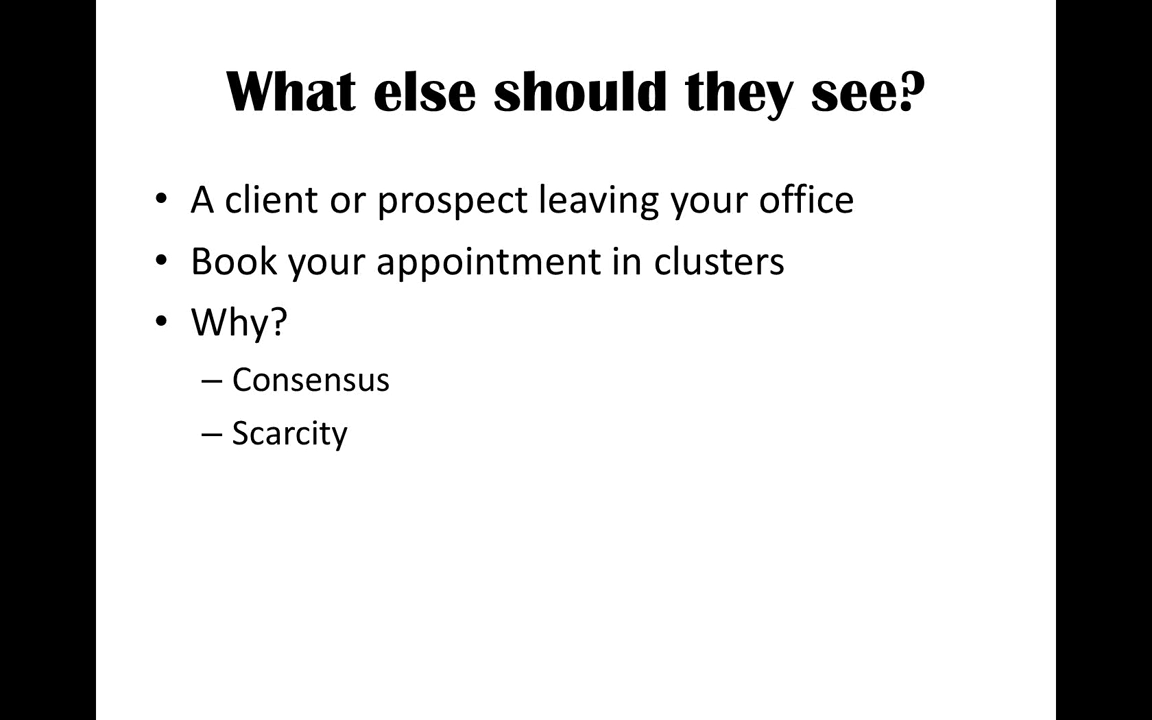 What else should they see?
• A client or prospect leaving your office
• Book your appointment in clusters
• Why?
– Consensus
– Scarcity